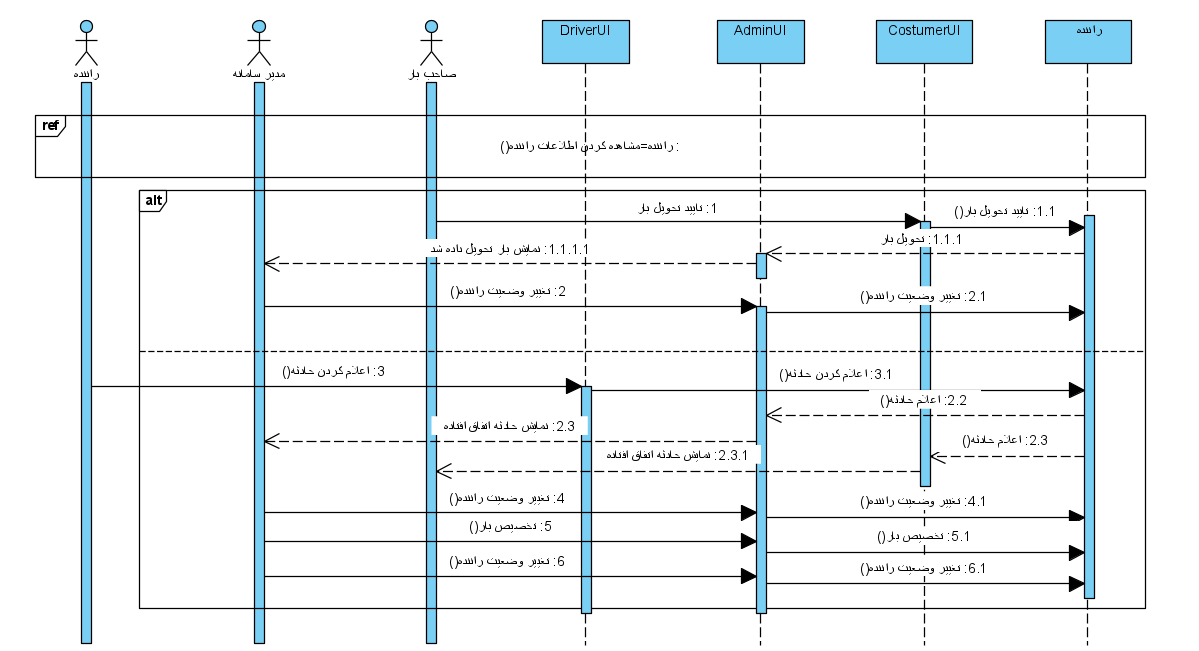 راننده
مدیر سامانه
صاحب بار
DriverUI
AdminUI
CostumerUI
راننده
ref
: راننده=مشاهده کردن اطلاعات راننده()
alt
1: تایید تحویل بار
1.1: تایید تحویل بار()
1.1.1: تحویل بار
1.1.1.1: نمایش بار تحویل داده شد
2: تغییر وضعیت راننده()
2.1: تغییر وضعیت راننده()
3: اعلام کردن حادثه()
3.1: اعلام کردن حادثه()
2.2: اعلام حادثه()
2.3: نمایش حادثه اتفاق افتاده
2.3: اعلام حادثه()
2.3.1: نمایش حادثه اتفاق افتاده
4: تغییر وضعیت راننده()
4.1: تغییر وضعیت راننده()
5: تخصیص بار()
5.1: تخصیص بار()
6: تغییر وضعیت راننده()
6.1: تغییر وضعیت راننده()